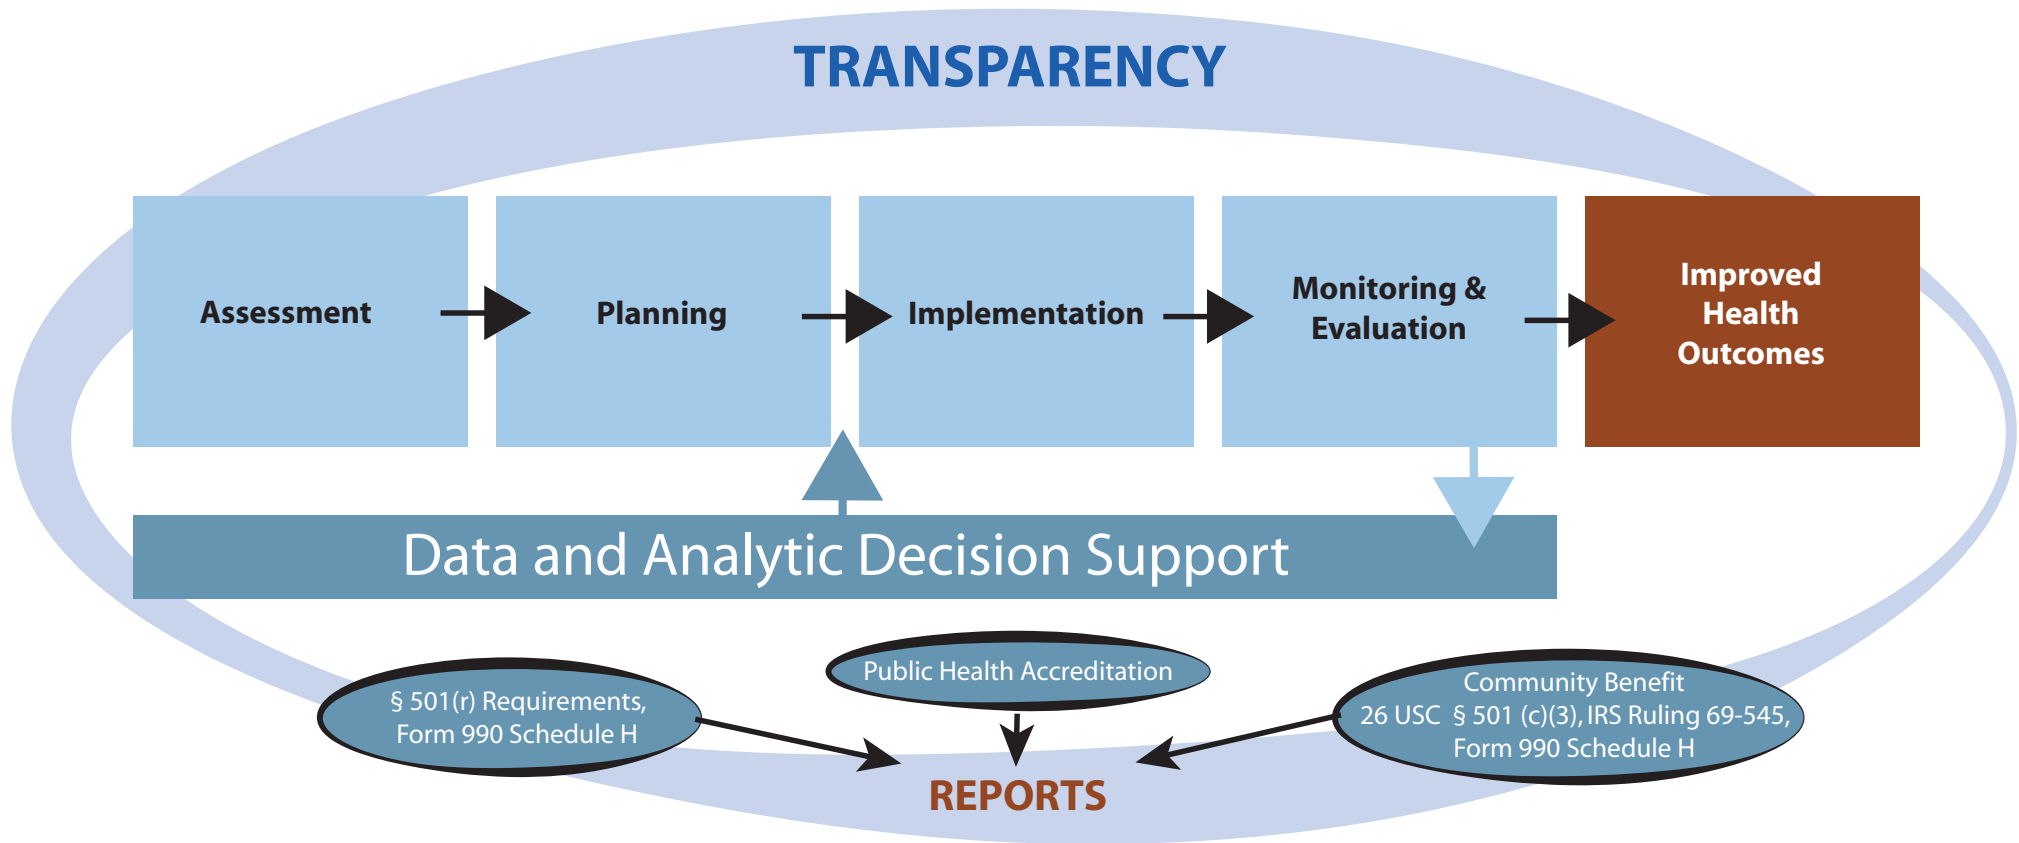 TRANSPARENCY
Assessment
Planning
Implementation
Monitoring &
Evaluation
Improved
Health
Outcomes
Data and Analytic Decision Support
§ 501(r) Requirements,
Form 990 Schedule H
Public Health Accreditation
Community Benefit
26 USC § 501 (c)(3), IRS Ruling 69-545,
Form 990 Schedule H
REPORTS